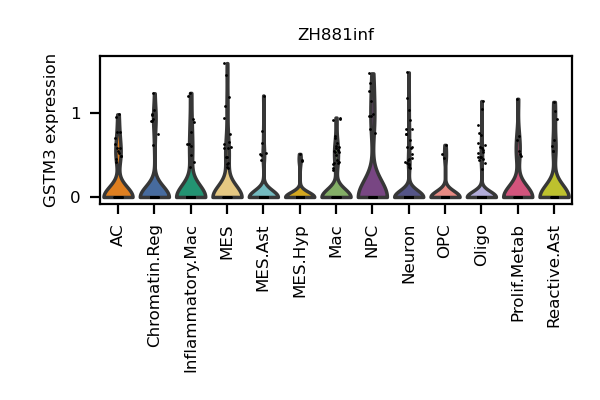 ZH881inf
GSTM3 expression
1
0
AC
Chromatin.Reg
Inflammatory.Mac
MES
MES.Ast
MES.Hyp
Mac
NPC
Neuron
OPC
Oligo
Prolif.Metab
Reactive.Ast